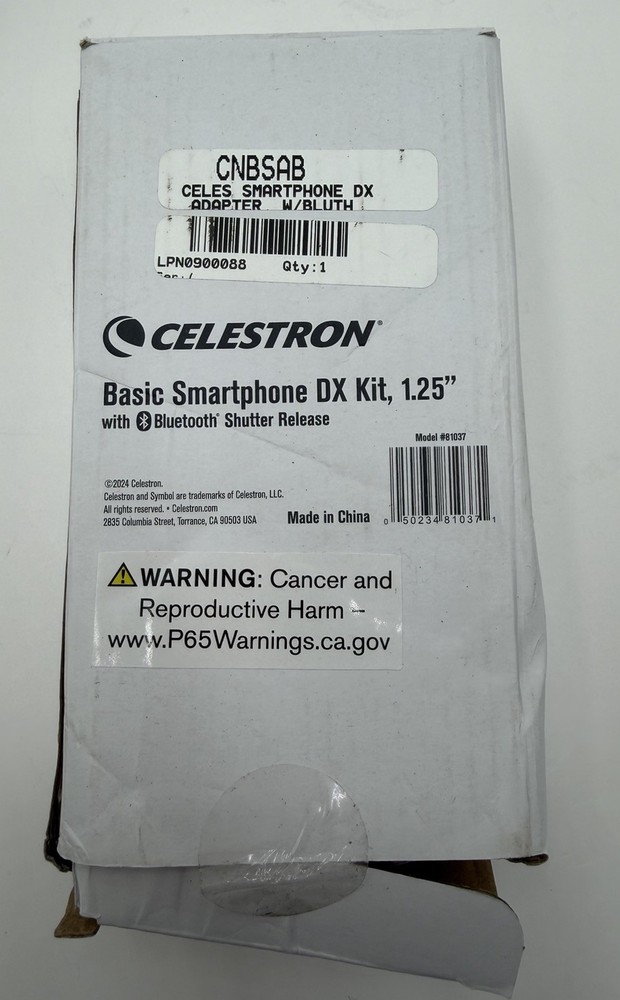 CNBSAB
CELES SMARTPHONE DX
ADAPTER W/BLUTH
LPN0900088 Qty:1
CELESTRON®
Basic Smartphone DX Kit, 1.25”
with Bluetooth® Shutter Release
Model #81037
©2024 Celestron.
Celestron and Symbol are trademarks of Celestron, LLC.
All rights reserved. • Celestron.com
2835 Columbia Street, Torrance, CA 90503 USA
Made in China
0 50234 81037 1
WARNING: Cancer and
Reproductive Harm –
www.P65Warnings.ca.gov